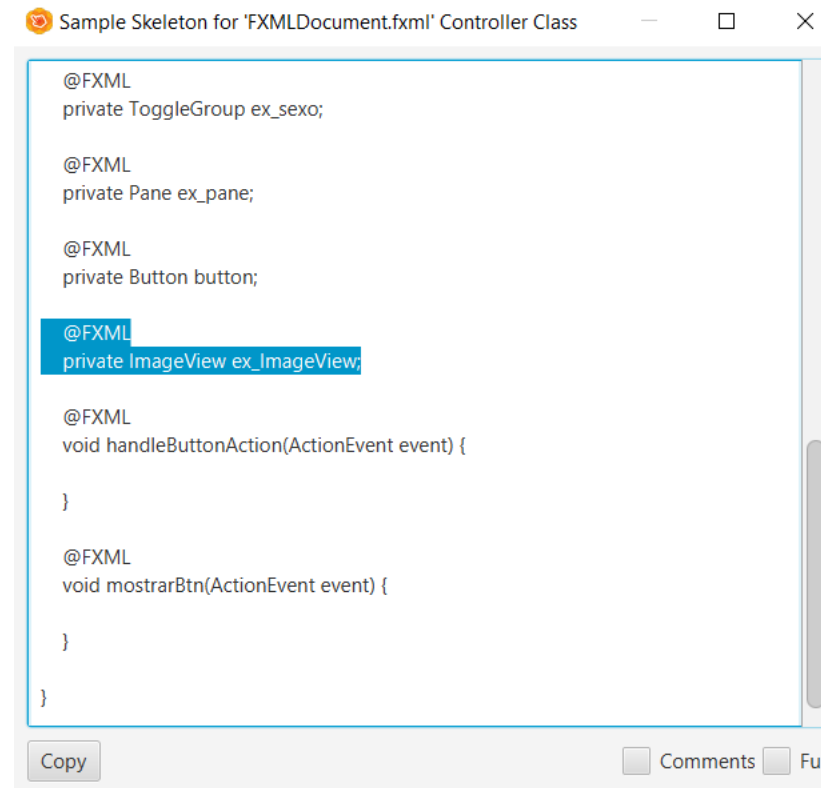 Sample Skeleton for 'FXMLDocument.fxml' Controller Class
@FXML
private ToggleGroup ex_sexo;
@FXML
private Pane ex_pane;
@FXML
private Button button;
@FXML
private ImageView ex_ImageView;
@FXML
void handleButtonAction(ActionEvent event) {
}
@FXML
void mostrarBtn(ActionEvent event) {
}
}
Copy
Comments
Fu